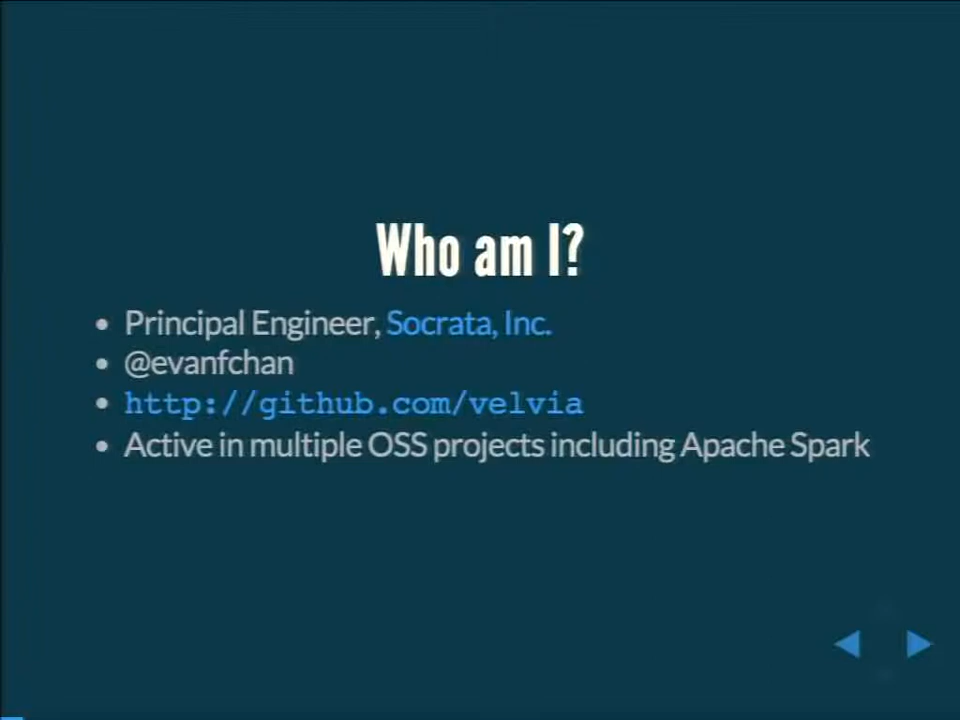 Who am I?
Principal Engineer, Socrata, Inc.
@evanfchan
http://github.com/velvia
Active in multiple OSS projects including Apache Spark